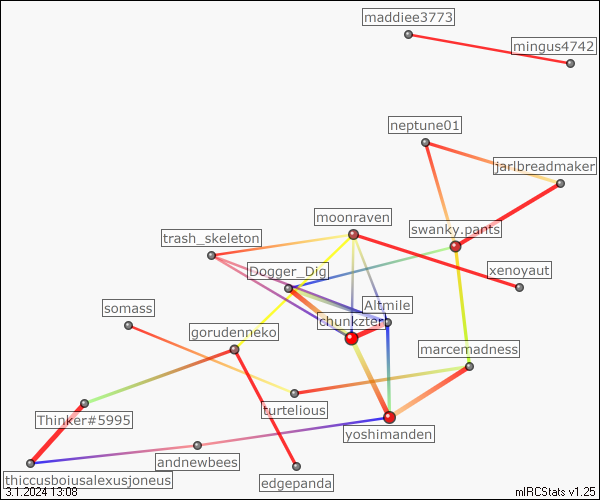 maddiee3773
mingus4742
neptune01
jarlbreadmaker
moonraven
swanky.pants
trash_skeleton
Dogger_Dig
xenoyaut
somass
Altmile
chunkzter
gorudenneko
marcemadness
turtelious
Thinker#5995
yoshimanden
andnewbees
thiccusboiusalexusjoneus
edgepanda
3.1.2024 13:08
mIRCStats v1.25